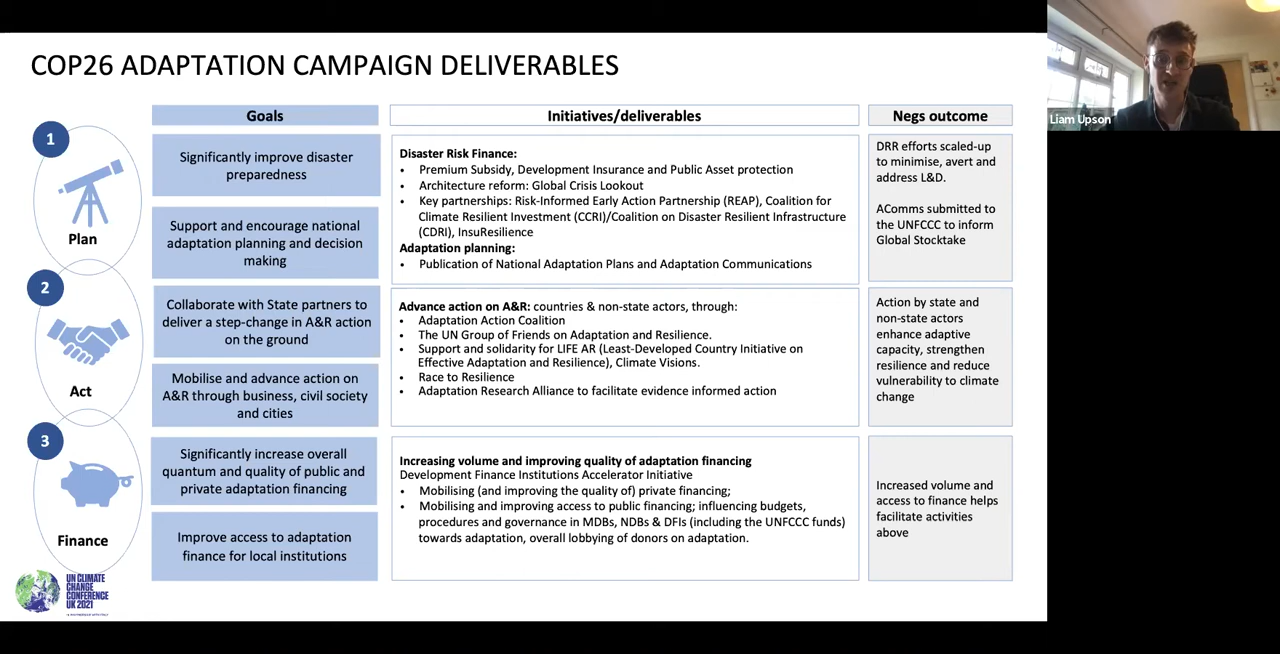 COP26 ADAPTATION CAMPAIGN DELIVERABLES
Liam Upson
Goals
Initiatives/deliverables
Negs outcome
1
Plan
Significantly improve disaster
preparedness
Support and encourage national
adaptation planning and decision
making
Disaster Risk Finance:
• Premium Subsidy, Development Insurance and Public Asset protection
• Architecture reform: Global Crisis Lookout
• Key partnerships: Risk-Informed Early Action Partnership (REAP), Coalition for
Climate Resilient Investment (CCRI)/Coalition on Disaster Resilient Infrastructure
(CDRI), InsuResilience
Adaptation planning:
• Publication of National Adaptation Plans and Adaptation Communications
DRR efforts scaled-up
to minimise, avert and
address L&D.
AComms submitted to
the UNFCCC to inform
Global Stocktake
2
Act
Collaborate with State partners to
deliver a step-change in A&R action
on the ground
Mobilise and advance action on
A&R through business, civil society
and cities
Advance action on A&R: countries & non-state actors, through:
• Adaptation Action Coalition
• The UN Group of Friends on Adaptation and Resilience.
• Support and solidarity for LIFE AR (Least-Developed Country Initiative on
Effective Adaptation and Resilience), Climate Visions.
• Race to Resilience
• Adaptation Research Alliance to facilitate evidence informed action
Action by state and
non-state actors
enhance adaptive
capacity, strengthen
resilience and reduce
vulnerability to climate
change
3
Finance
Significantly increase overall
quantum and quality of public and
private adaptation financing
Improve access to adaptation
finance for local institutions
Increasing volume and improving quality of adaptation financing
Development Finance Institutions Accelerator Initiative
• Mobilising (and improving the quality of) private financing;
• Mobilising and improving access to public financing; influencing budgets,
procedures and governance in MDBs, NDBs & DFIs (including the UNFCCC funds)
towards adaptation, overall lobbying of donors on adaptation.
Increased volume and
access to finance helps
facilitate activities
above
UN CLIMATE
CHANGE
CONFERENCE
UK 2021